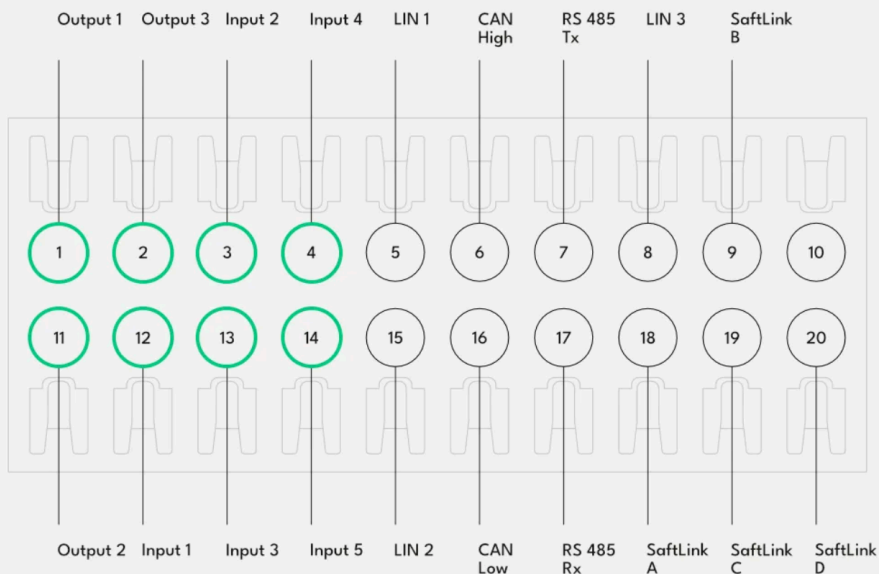 Output 1 Output 3 Input 2 Input 4 LIN 1 CAN High RS 485 Tx LIN 3 SaftLink B
1 2 3 4 5 6 7 8 9 10
11 12 13 14 15 16 17 18 19 20
Output 2 Input 1 Input 3 Input 5 LIN 2 CAN Low RS 485 Rx SaftLink A SaftLink C SaftLink D